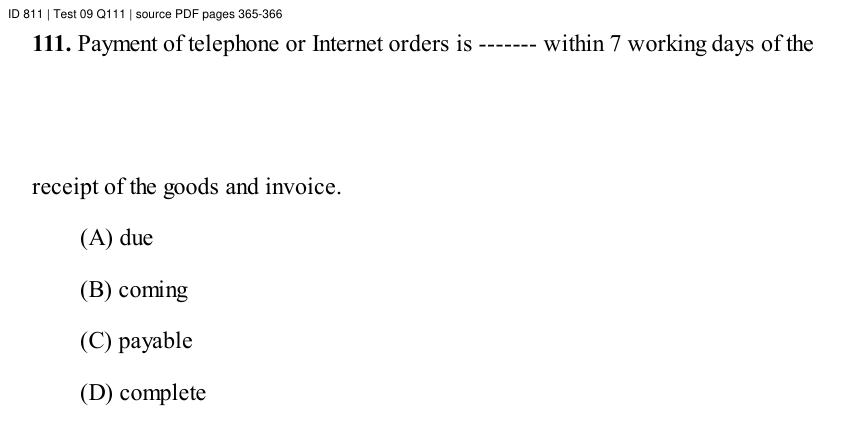 ID 811 | Test 09 Q111 | source PDF pages 365-366
111. Payment of telephone or Internet orders is ------- within 7 working days of the
receipt of the goods and invoice.
(A) due
(B) coming
(C) payable
(D) complete